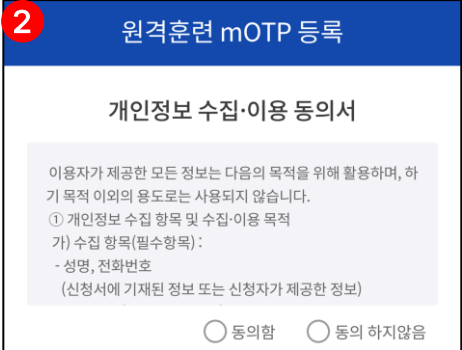 2
원격훈련 mOTP 등록
개인정보 수집·이용 동의서
이용자가 제공한 모든 정보는 다음의 목적을 위해 활용하며, 하
기 목적 이외의 용도로는 사용되지 않습니다.
① 개인정보 수집 항목 및 수집·이용 목적
가) 수집 항목(필수항목) :
- 성명, 전화번호
(신청서에 기재된 정보 또는 신청자가 제공한 정보)
동의함 동의 하지않음